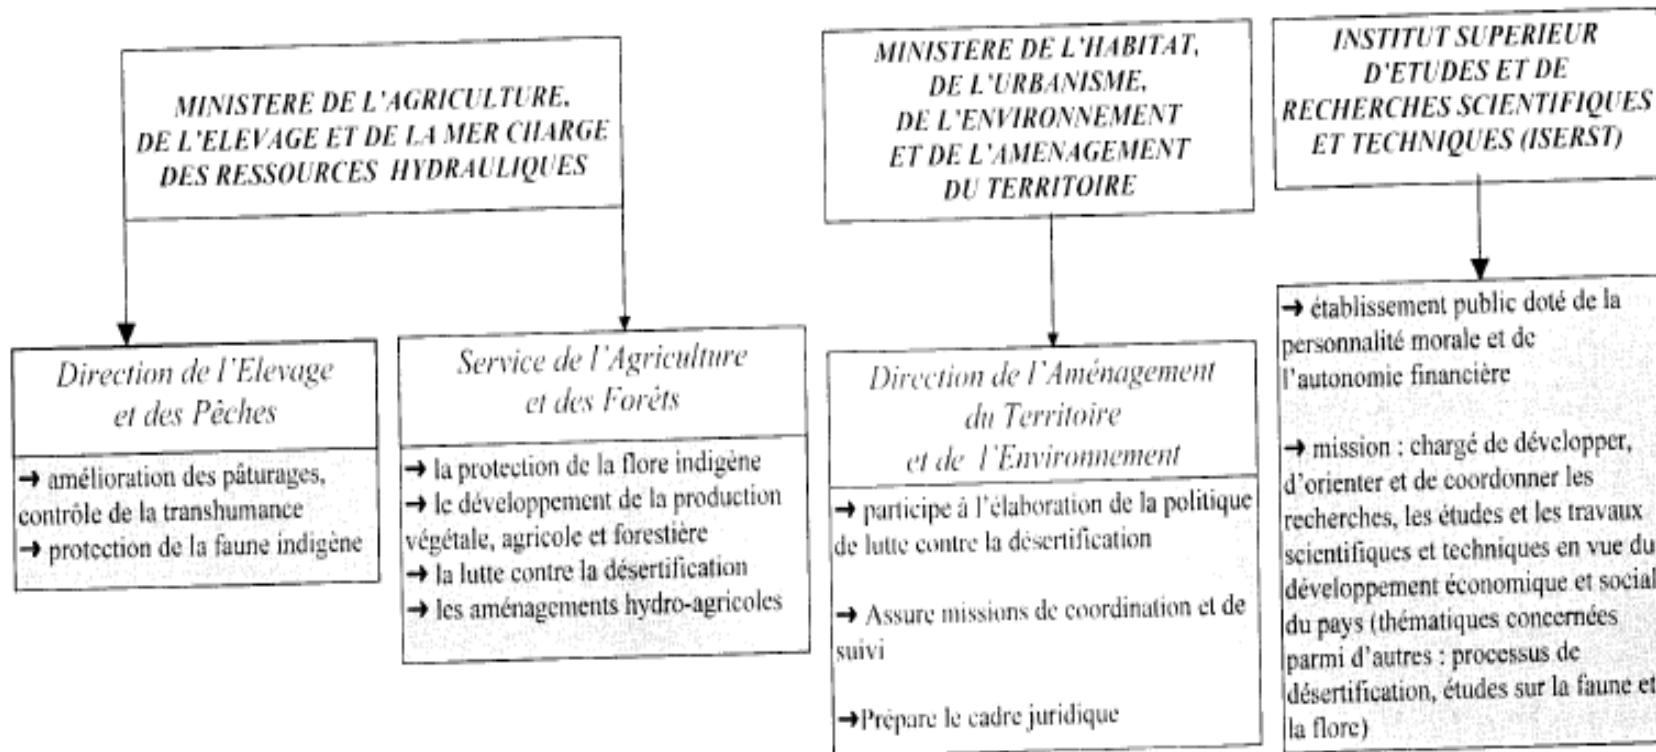 MINISTERE DE L'AGRICULTURE,
DE L'ELEVAGE ET DE LA MER CHARGE
DES RESSOURCES HYDRAULIQUES
MINISTERE DE L'HABITAT,
DE L'URBANISME,
DE L'ENVIRONNEMENT
ET DE L'AMENAGEMENT
DU TERRITOIRE
INSTITUT SUPERIEUR
D'ETUDES ET DE
RECHERCHES SCIENTIFIQUES
ET TECHNIQUES (ISERST)
Direction de l'Elevage
et des Pêches
→ amélioration des pâturages,
contrôle de la transhumance
→ protection de la faune indigène
Service de l'Agriculture
et des Forêts
→ la protection de la flore indigène
→ le développement de la production
végétale, agricole et forestière
→ la lutte contre la désertification
→ les aménagements hydro-agricoles
Direction de l'Aménagement
du Territoire
et de l'Environnement
→ participe à l'élaboration de la politique
de lutte contre la désertification
→ Assure missions de coordination et de
suivi
→Prépare le cadre juridique
→ établissement public doté de la
personnalité morale et de
l'autonomie financière
→ mission : chargé de développer,
d'orienter et de coordonner les
recherches, les études et les travaux
scientifiques et techniques en vue du
développement économique et social
du pays (thématiques concernées
parmi d'autres : processus de
désertification, études sur la faune et
la flore)